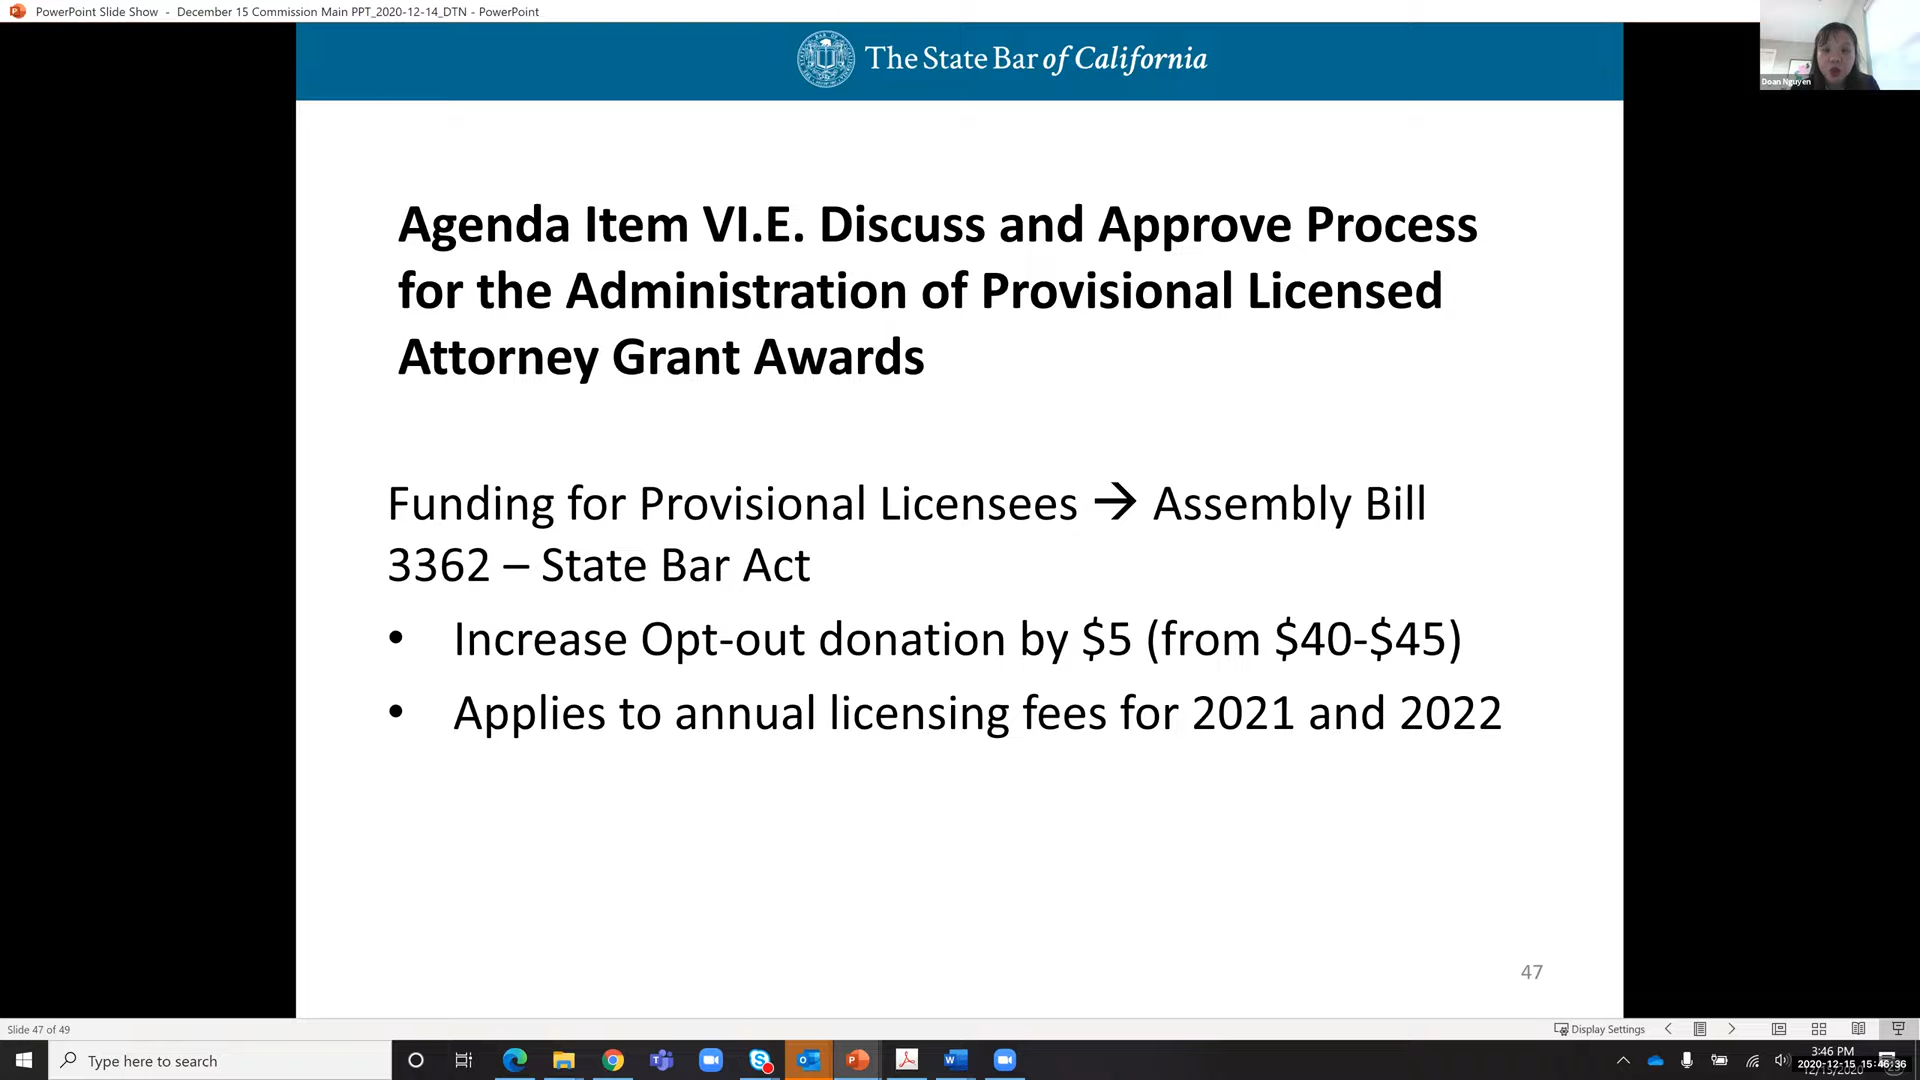 PowerPoint Slide Show - December 15 Commission Main PPT_2020-12-14_DTN - PowerPoint
The State Bar of California
Doan Nguyen
Agenda Item VI.E. Discuss and Approve Process
for the Administration of Provisional Licensed
Attorney Grant Awards
Funding for Provisional Licensees → Assembly Bill
3362 – State Bar Act
• Increase Opt-out donation by $5 (from $40-$45)
• Applies to annual licensing fees for 2021 and 2022
47
Slide 47 of 49
Display Settings
Type here to search
3:46 PM
2020-12-15 15:46:36